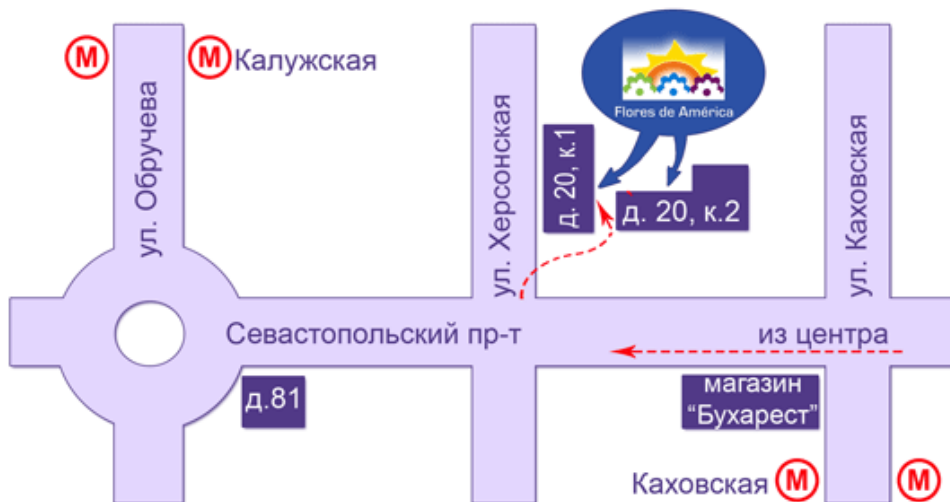 М
М Калужская
ул. Обручева
ул. Херсонская
Flores de América
д. 20, к.1
д. 20, к.2
ул. Каховская
Севастопольский пр-т
из центра
д.81
магазин
“Бухарест”
Каховская М
М